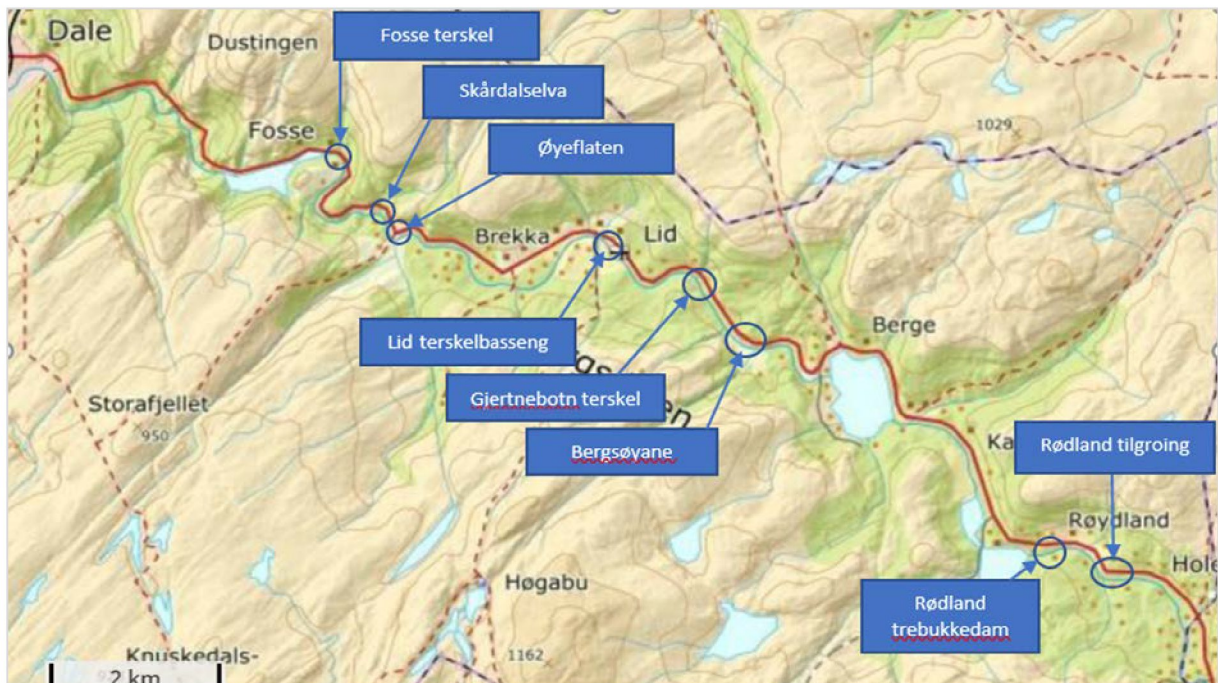 Dale
Dustingen
Fosse terskel
Skårdalselva
Øyeflaten
Fosse
1029
Brekka
Lid
Berge
Lid terskelbasseng
Gjertnebotn terskel
Bergsøyane
Storafjellet
950
Rødland tilgroing
Røydland
Hole
Høgabu
Rødland
trebukkedam
1162
Knuskedals-
2 km